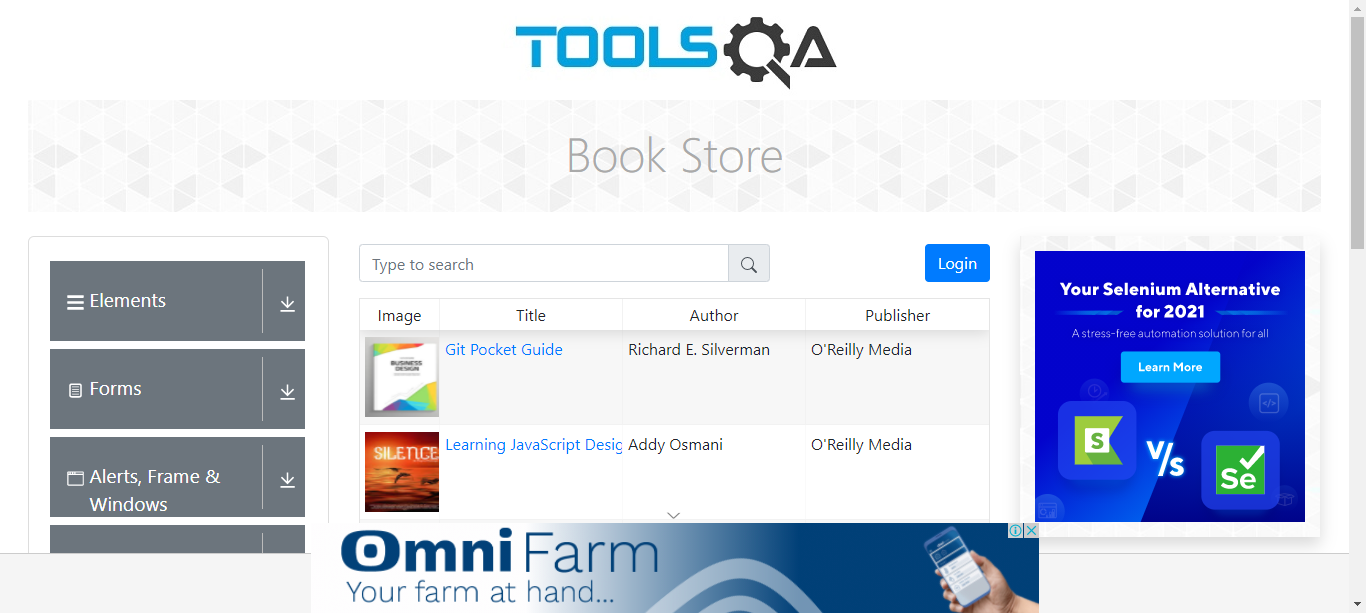 TOOLSQA
Book Store
Elements
Forms
Alerts, Frame &
Windows
Type to search
Login
Image Title Author Publisher
BUSINESS
DESIGN
Git Pocket Guide Richard E. Silverman O'Reilly Media
SILENCE
Learning JavaScript Desig Addy Osmani O'Reilly Media
Your Selenium Alternative
for 2021
A stress-free automation solution for all
Learn More
S
V/s
Se
Omni Farm
Your farm at hand...